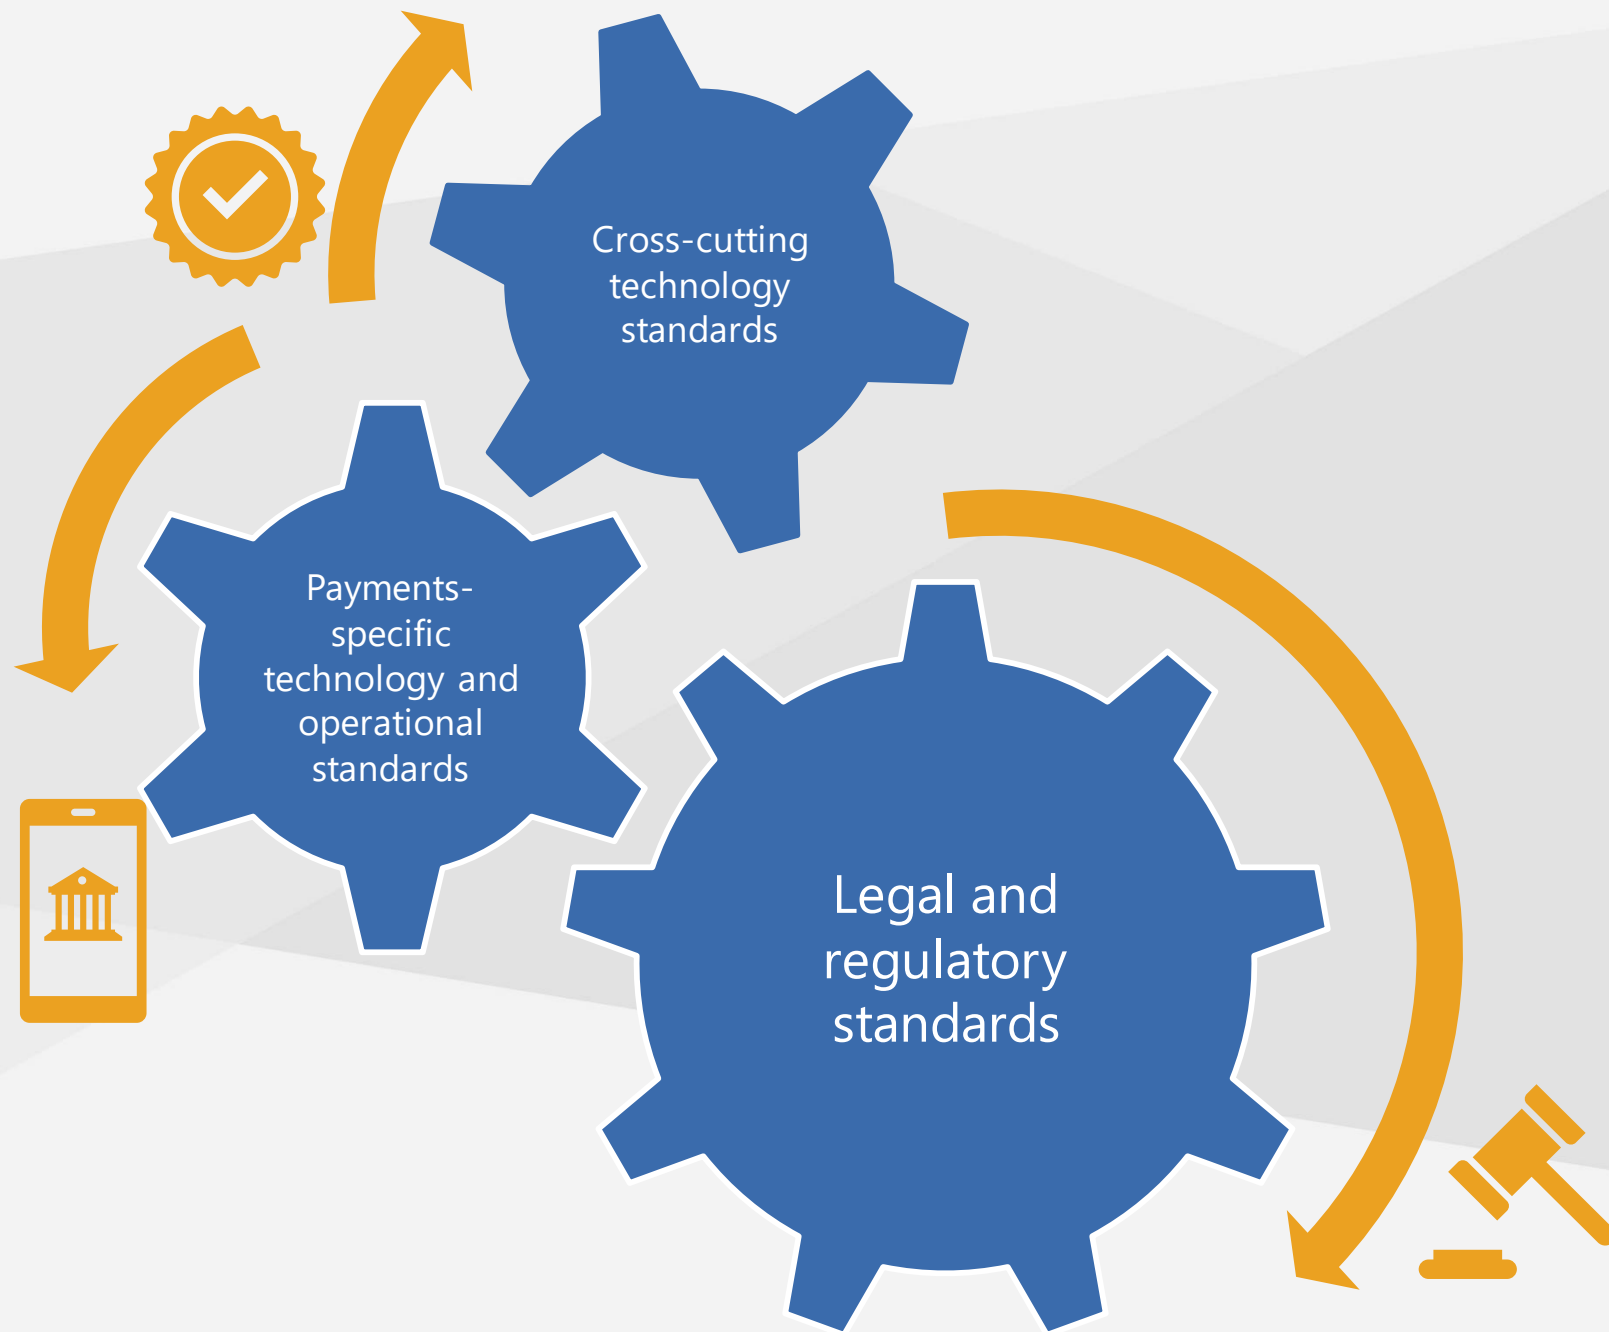 Cross-cutting
technology
standards
Payments-
specific
technology and
operational
standards
Legal and
regulatory
standards